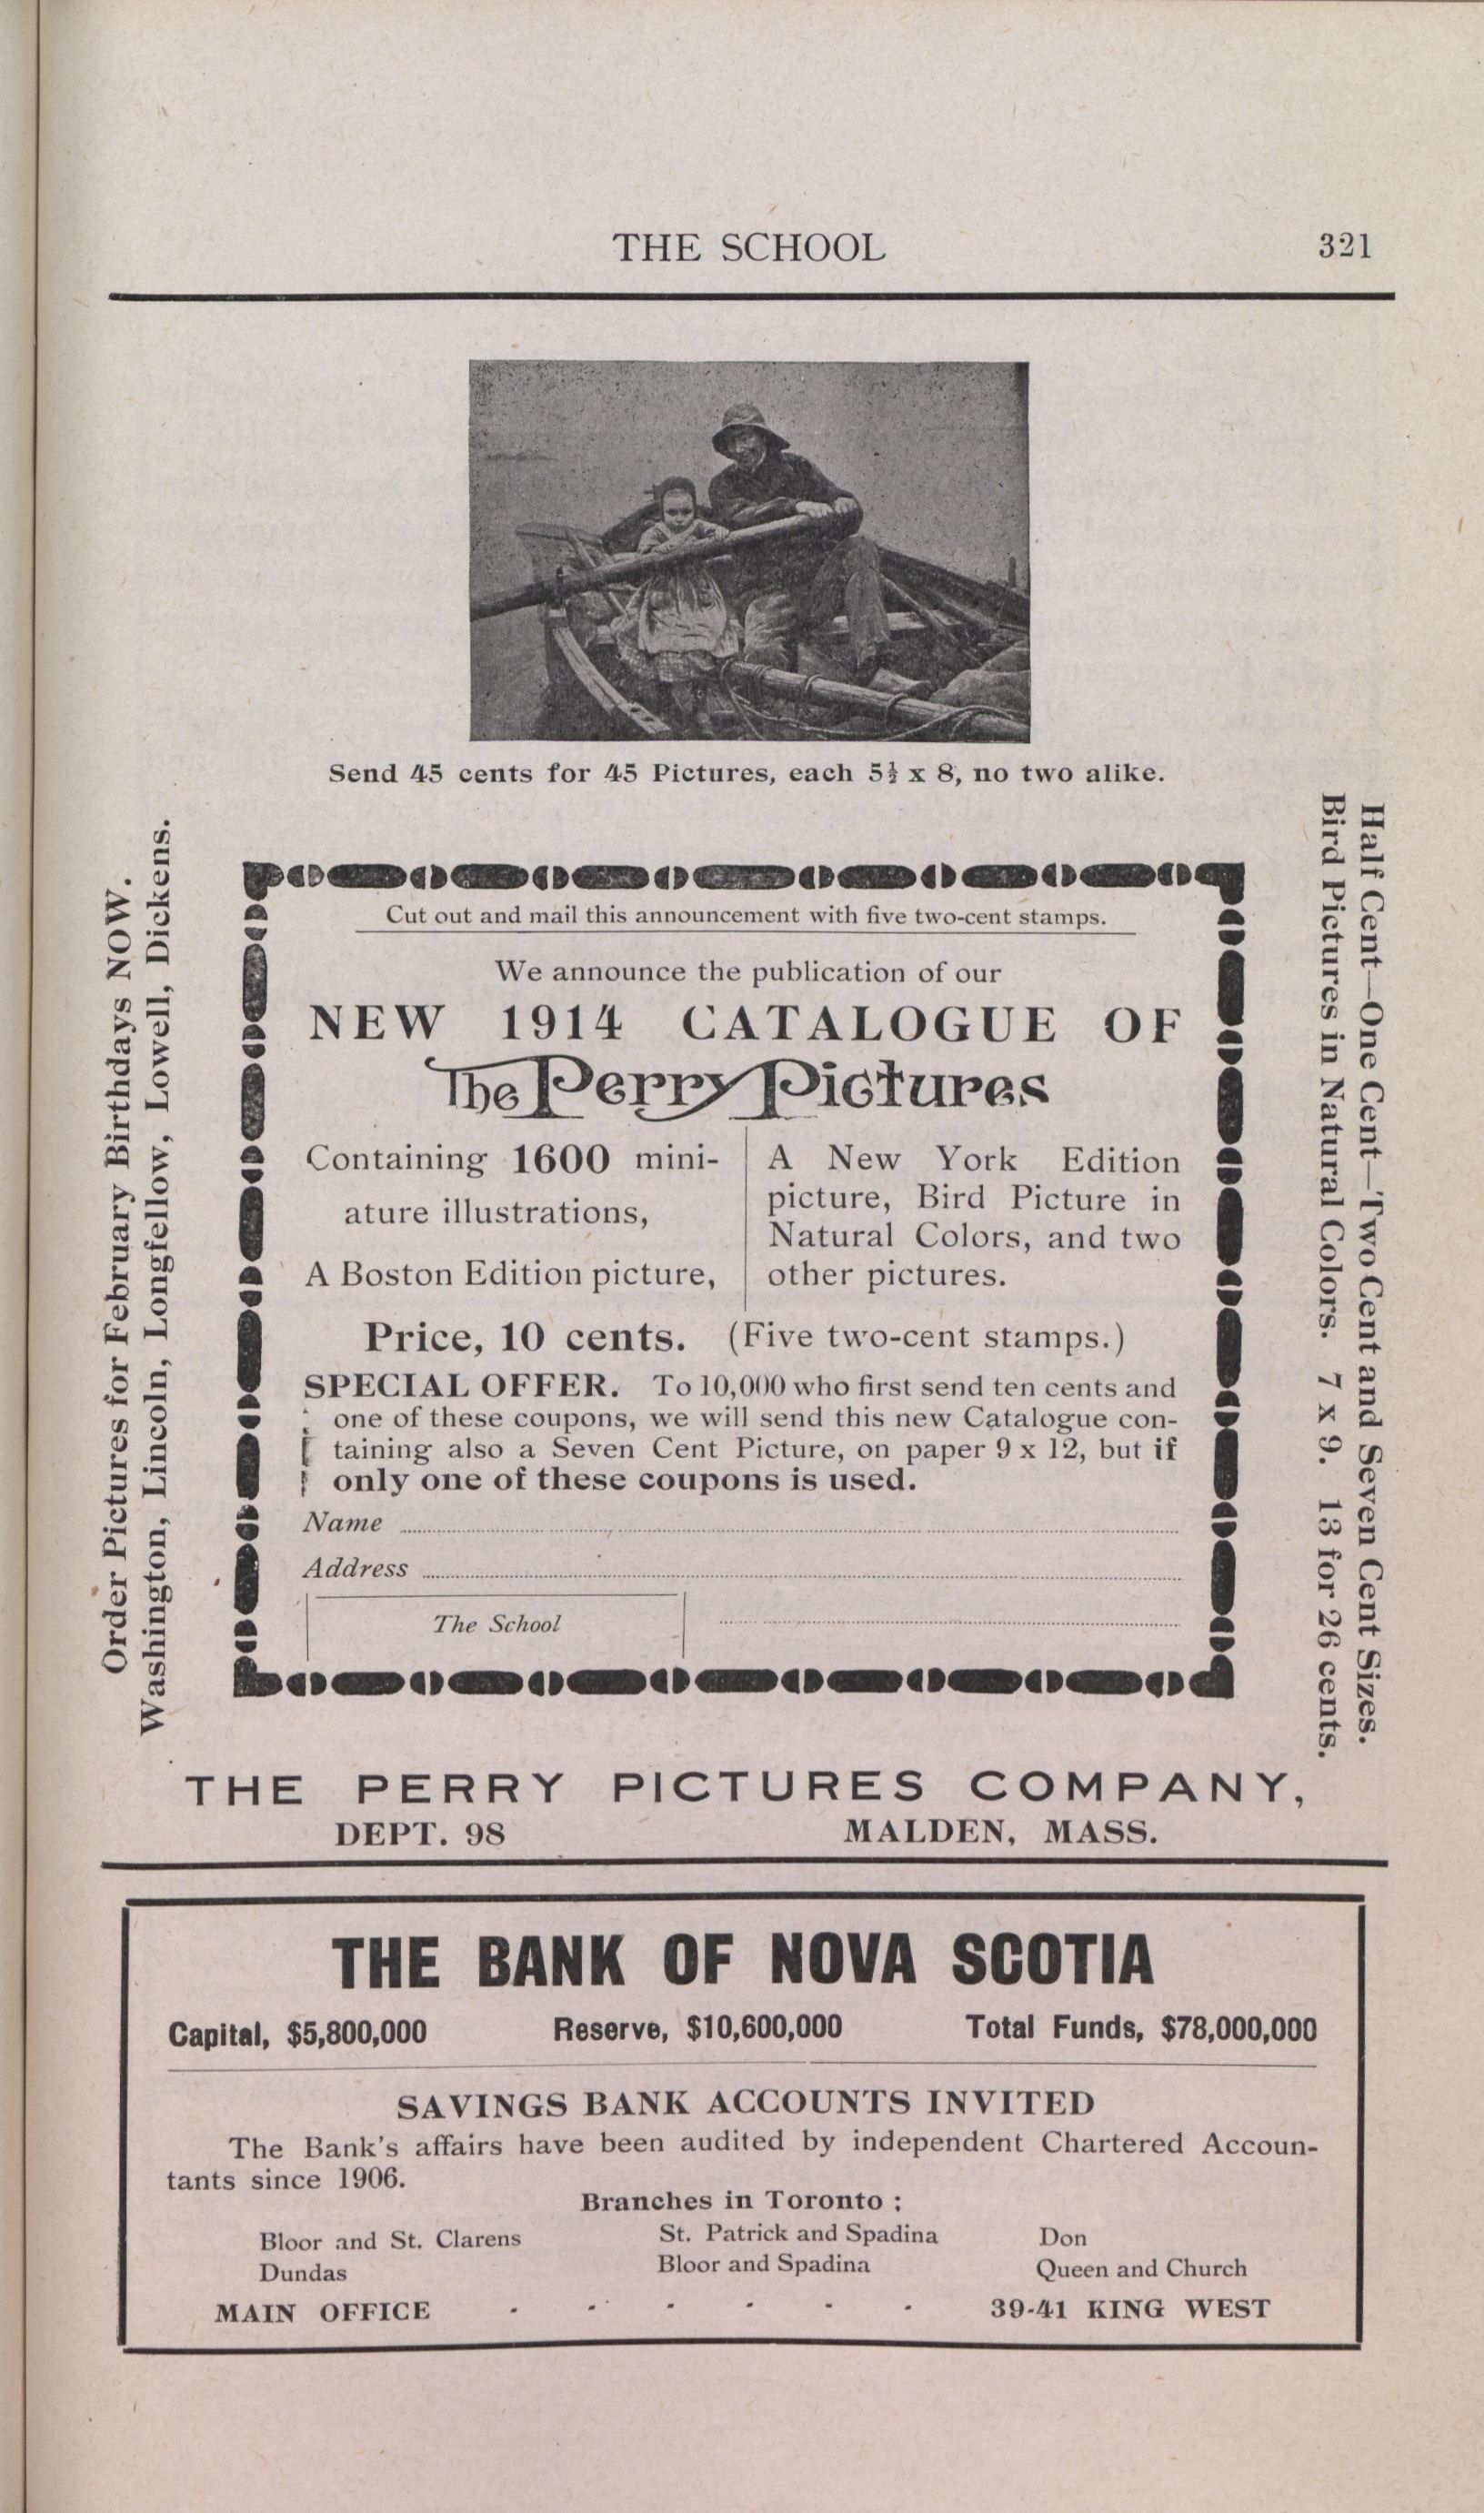 THE SCHOOL 321
Send 45 cents for 45 Pictures, each 5½ x 8, no two alike.
Order Pictures for February Birthdays NOW.
Washington, Lincoln, Longfellow, Lowell, Dickens.
Cut out and mail this announcement with five two-cent stamps.
We announce the publication of our
NEW 1914 CATALOGUE OF
The Perry Pictures
Containing 1600 mini-
ature illustrations,
A Boston Edition picture,
A New York Edition
picture, Bird Picture in
Natural Colors, and two
other pictures.
Price, 10 cents. (Five two-cent stamps.)
SPECIAL OFFER. To 10,000 who first send ten cents and
one of these coupons, we will send this new Catalogue con-
taining also a Seven Cent Picture, on paper 9 x 12, but if
only one of these coupons is used.
Name
Address
The School
Half Cent—One Cent—Two Cent and Seven Cent Sizes.
Bird Pictures in Natural Colors. 7 x 9. 13 for 26 cents.
THE PERRY PICTURES COMPANY,
DEPT. 98 MALDEN, MASS.
THE BANK OF NOVA SCOTIA
Capital, $5,800,000 Reserve, $10,600,000 Total Funds, $78,000,000
SAVINGS BANK ACCOUNTS INVITED
The Bank's affairs have been audited by independent Chartered Accoun-
tants since 1906.
Branches in Toronto :
Bloor and St. Clarens St. Patrick and Spadina Don
Dundas Bloor and Spadina Queen and Church
MAIN OFFICE - - - - - - 39-41 KING WEST